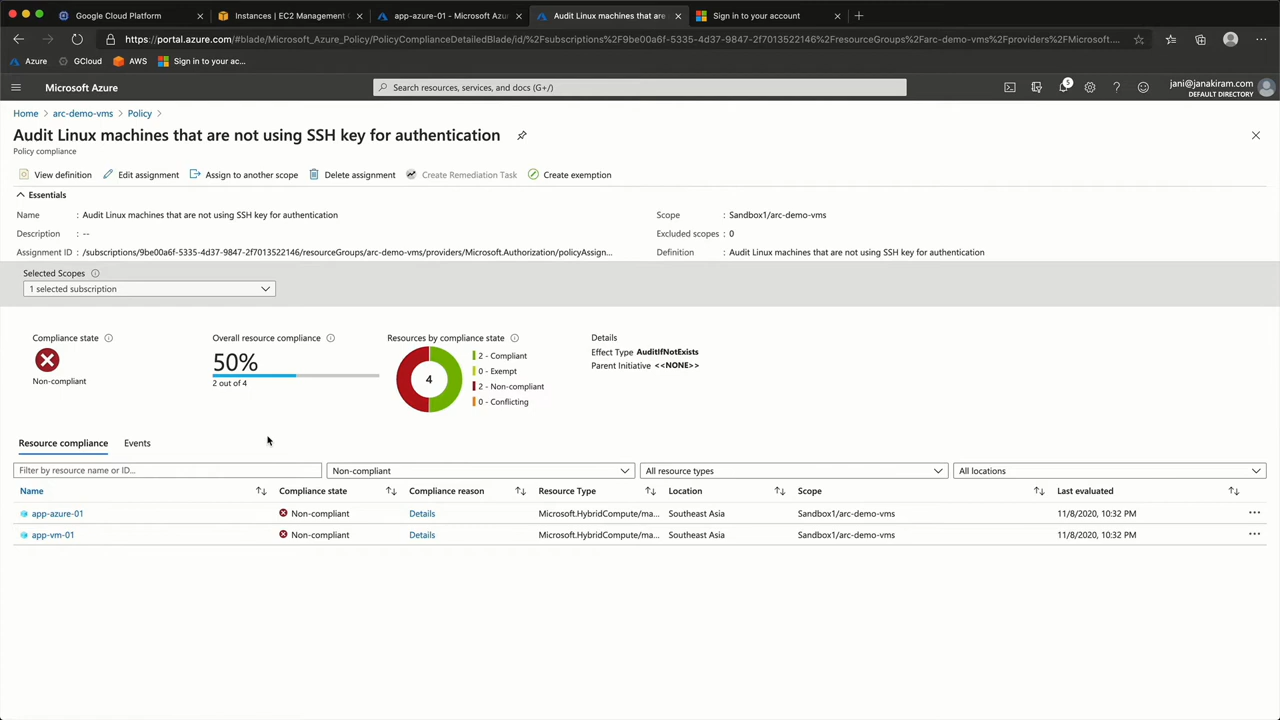 Google Cloud Platform
Instances | EC2 Management
app-azure-01 - Microsoft Azu
Audit Linux machines that are
Sign in to your account
https://portal.azure.com/#blade/Microsoft_Azure_Policy/PolicyComplianceDetailedBlade/id/%2Fsubscriptions%2F9be00a6f-5335-4d37-9847-2f7013522146%2FresourceGroups%2Farc-demo-vms%2Fproviders%2FMicrosoft....
Azure
GCloud
AWS
Sign in to your ac...
Microsoft Azure
Search resources, services, and docs (G+/)
5
jani@janakiram.com
DEFAULT DIRECTORY
Home > arc-demo-vms > Policy >
Audit Linux machines that are not using SSH key for authentication
Policy compliance
View definition
Edit assignment
Assign to another scope
Delete assignment
Create Remediation Task
Create exemption
Essentials
Name : Audit Linux machines that are not using SSH key for authentication
Scope : Sandbox1/arc-demo-vms
Description : --
Excluded scopes : 0
Assignment ID : /subscriptions/9be00a6f-5335-4d37-9847-2f7013522146/resourceGroups/arc-demo-vms/providers/Microsoft.Authorization/policyAssign...
Definition : Audit Linux machines that are not using SSH key for authentication
Selected Scopes
1 selected subscription
Compliance state
Non-compliant
Overall resource compliance
50%
2 out of 4
Resources by compliance state
4
2 - Compliant
0 - Exempt
2 - Non-compliant
0 - Conflicting
Details
Effect Type AuditIfNotExists
Parent Initiative <<NONE>>
Resource compliance
Events
Filter by resource name or ID...
Non-compliant
All resource types
All locations
Name Compliance state Compliance reason Resource Type Location Scope Last evaluated
app-azure-01 Non-compliant Details Microsoft.HybridCompute/ma... Southeast Asia Sandbox1/arc-demo-vms 11/8/2020, 10:32 PM ...
app-vm-01 Non-compliant Details Microsoft.HybridCompute/ma... Southeast Asia Sandbox1/arc-demo-vms 11/8/2020, 10:32 PM ...